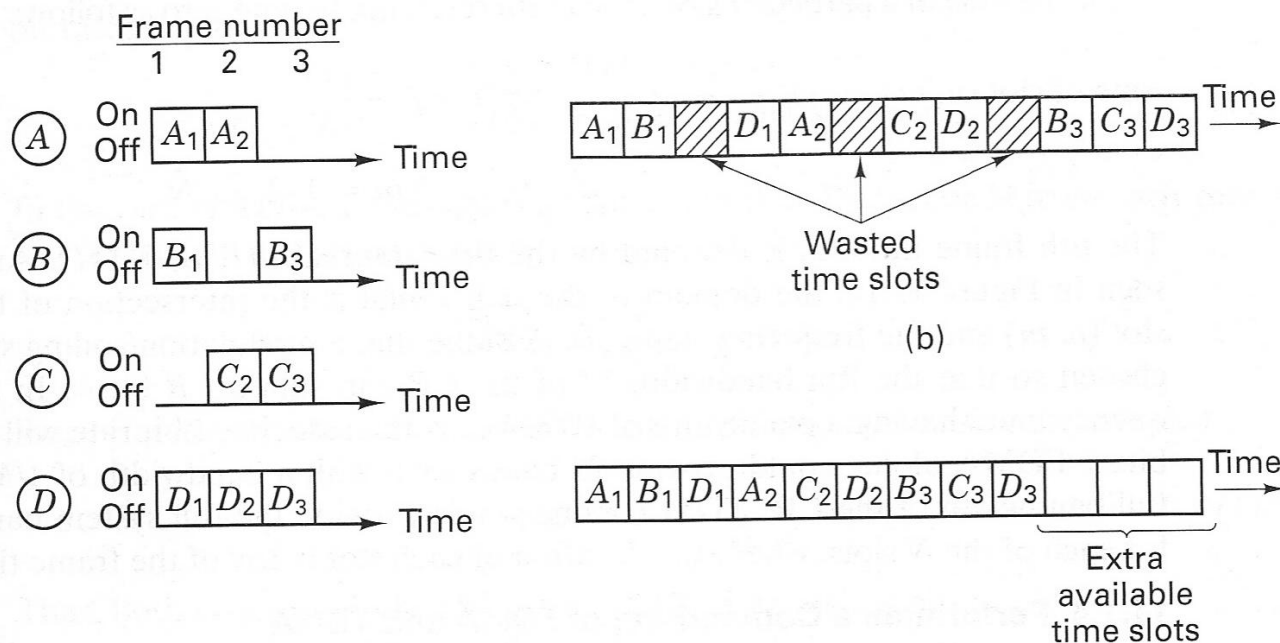 Frame number
1 2 3
A On Off A1 A2 Time
B On Off B1 B3 Time
C On Off C2 C3 Time
D On Off D1 D2 D3 Time
A1 B1 D1 A2 C2 D2 B3 C3 D3 Time
Wasted
time slots
(b)
A1 B1 D1 A2 C2 D2 B3 C3 D3 Time
Extra
available
time slots